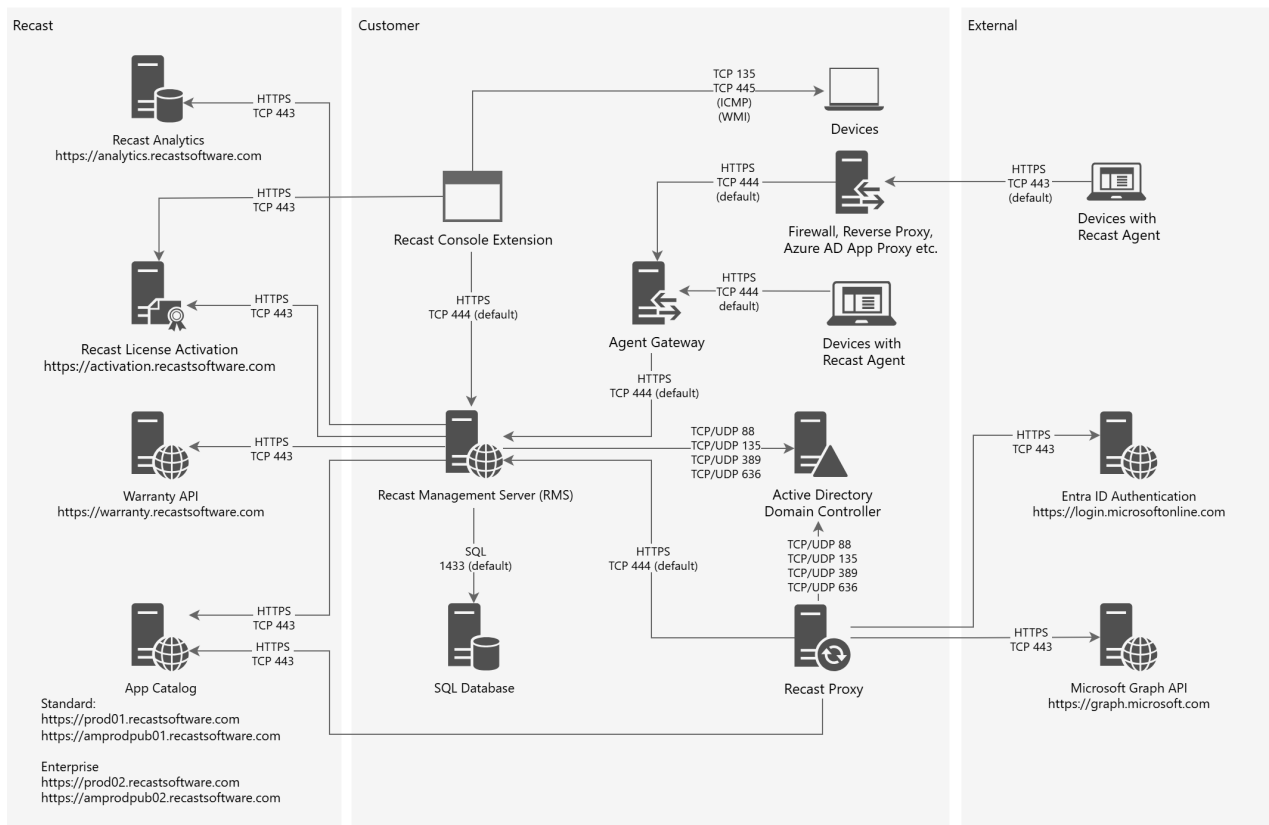 Recast
Customer
External
HTTPS
TCP 443
Recast Analytics
https://analytics.recastsoftware.com
TCP 135
TCP 445
(ICMP)
(WMI)
Devices
HTTPS
TCP 443
Recast Console Extension
HTTPS
TCP 444
(default)
Firewall, Reverse Proxy,
Azure AD App Proxy etc.
HTTPS
TCP 443
(default)
Devices with
Recast Agent
HTTPS
TCP 443
Recast License Activation
https://activation.recastsoftware.com
HTTPS
TCP 444 (default)
Agent Gateway
HTTPS
TCP 444
default)
Devices with
Recast Agent
HTTPS
TCP 444 (default)
HTTPS
TCP 443
Warranty API
https://warranty.recastsoftware.com
Recast Management Server (RMS)
TCP/UDP 88
TCP/UDP 135
TCP/UDP 389
TCP/UDP 636
Active Directory
Domain Controller
HTTPS
TCP 443
Entra ID Authentication
https://login.microsoftonline.com
SQL
1433 (default)
HTTPS
TCP 444 (default)
TCP/UDP 88
TCP/UDP 135
TCP/UDP 389
TCP/UDP 636
HTTPS
TCP 443
HTTPS
TCP 443
App Catalog
Standard:
https://prod01.recastsoftware.com
https://amprodpub01.recastsoftware.com
Enterprise
https://prod02.recastsoftware.com
https://amprodpub02.recastsoftware.com
SQL Database
Recast Proxy
HTTPS
TCP 443
Microsoft Graph API
https://graph.microsoft.com